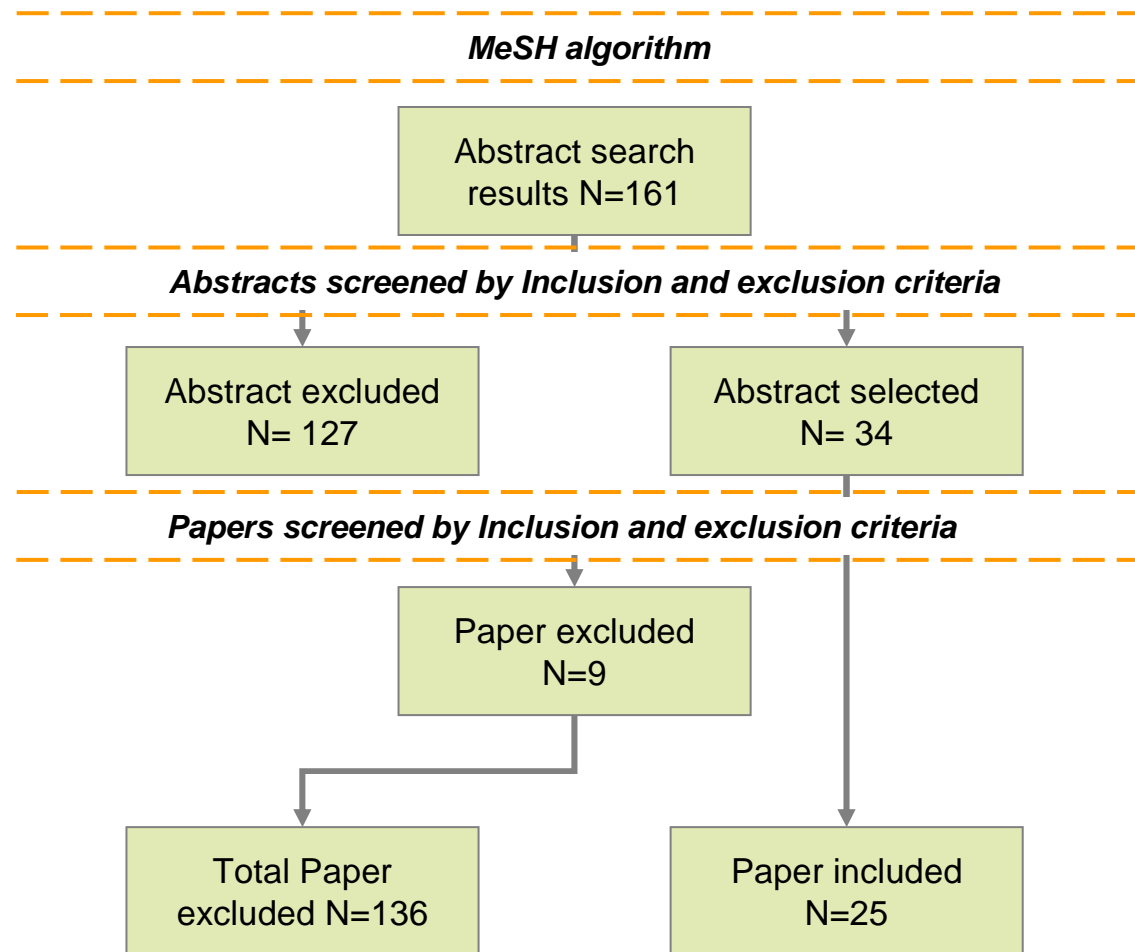 MeSH algorithm
Abstract search
results N=161
Abstracts screened by Inclusion and exclusion criteria
Abstract excluded
N= 127
Abstract selected
N= 34
Papers screened by Inclusion and exclusion criteria
Paper excluded
N=9
Total Paper
excluded N=136
Paper included
N=25